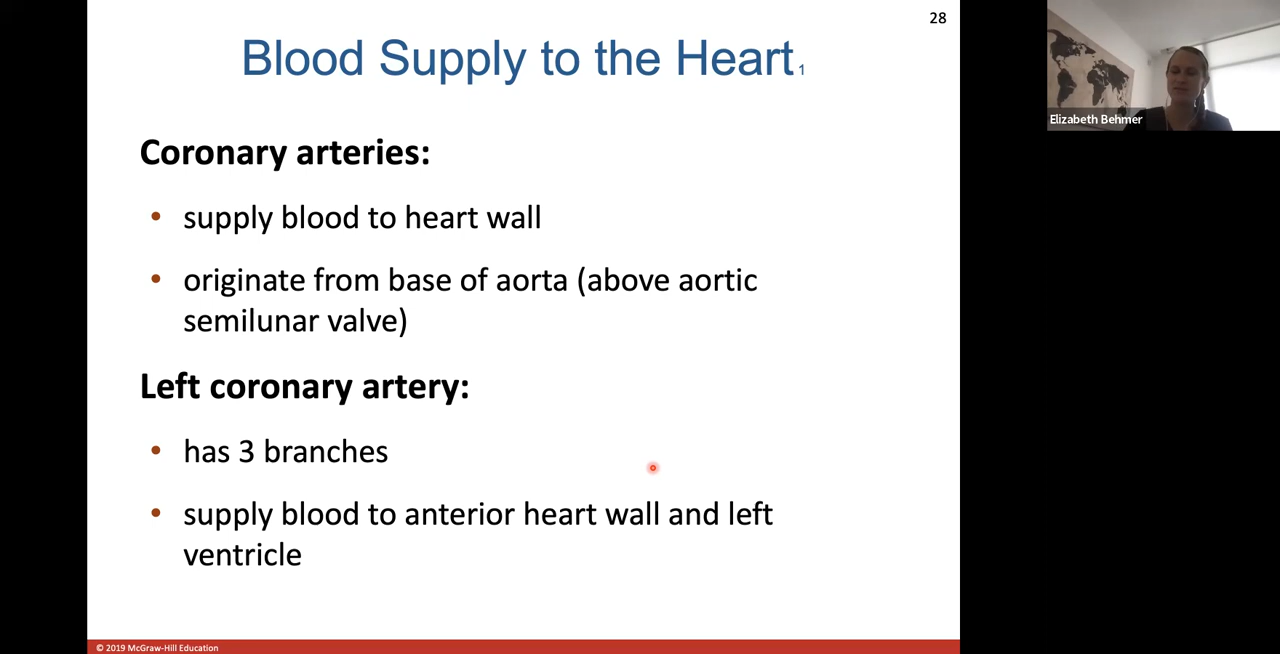 28
Blood Supply to the Heart 1
Elizabeth Behmer
Coronary arteries:
• supply blood to heart wall
• originate from base of aorta (above aortic
semilunar valve)
Left coronary artery:
• has 3 branches
• supply blood to anterior heart wall and left
ventricle
© 2019 McGraw-Hill Education